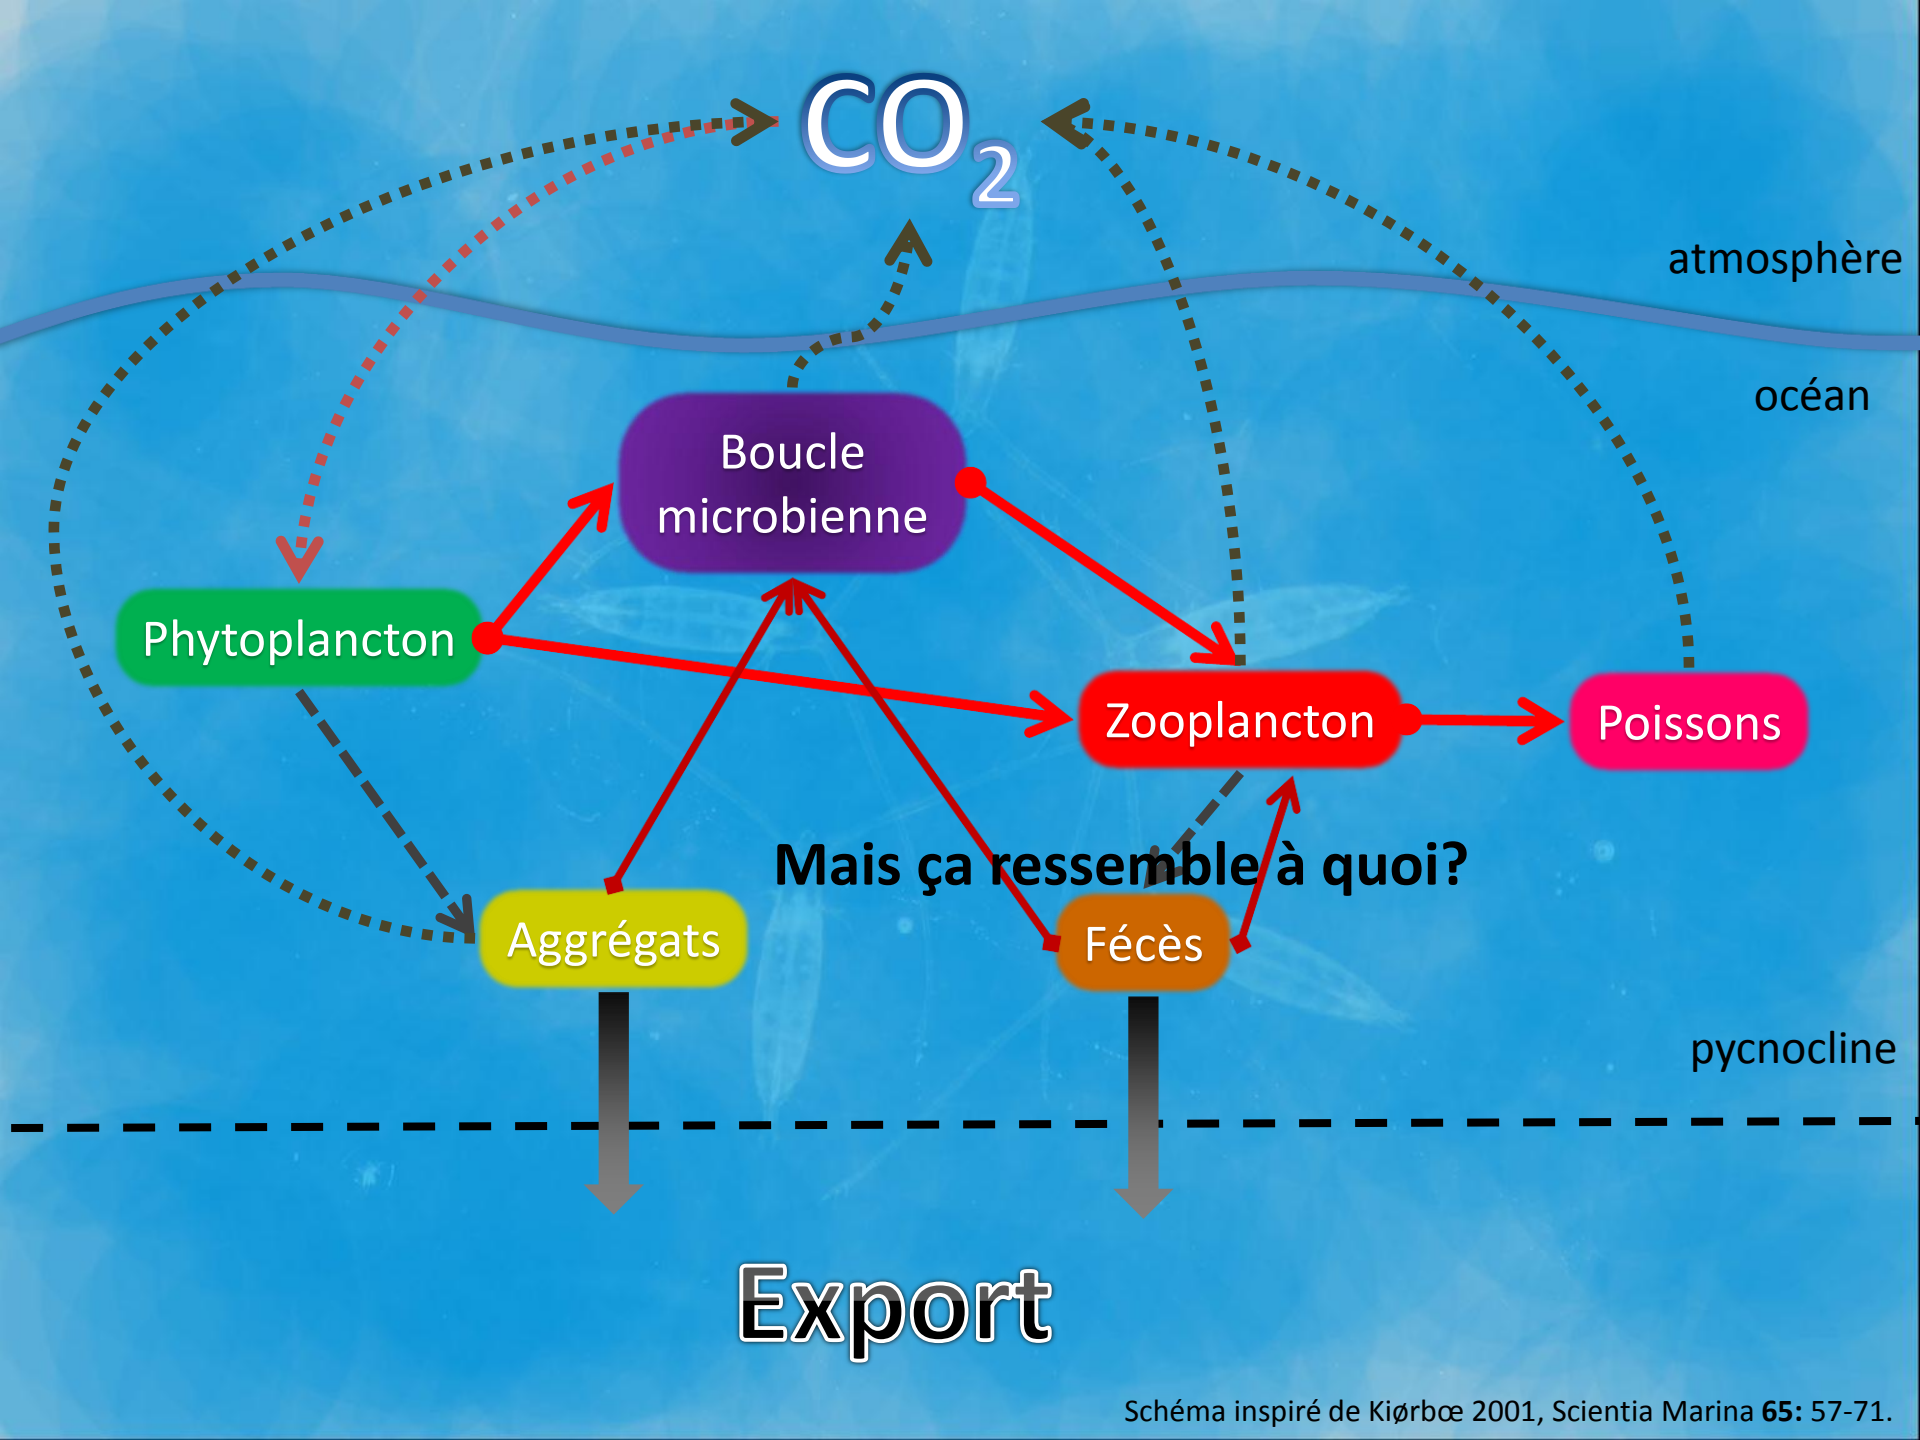 CO₂
atmosphère
océan
Boucle
microbienne
Phytoplancton
Zooplancton
Poissons
Mais ça ressemble à quoi?
Aggrégats
Fécès
pycnocline
Export
Schéma inspiré de Kiørbœ 2001, Scientia Marina 65: 57-71.